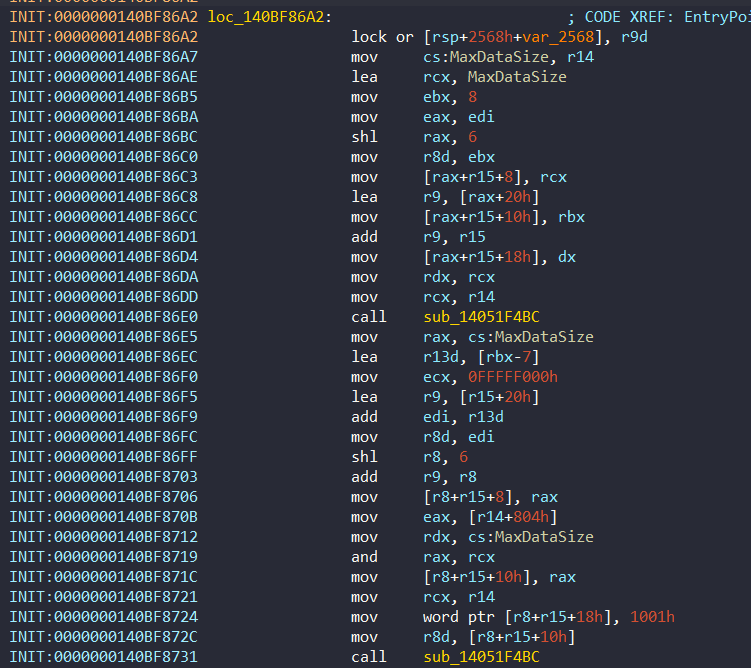 INIT:0000000140BF86A2 loc_140BF86A2: ; CODE XREF: EntryPoi
INIT:0000000140BF86A2 lock or [rsp+2568h+var_2568], r9d
INIT:0000000140BF86A7 mov cs:MaxDataSize, r14
INIT:0000000140BF86AE lea rcx, MaxDataSize
INIT:0000000140BF86B5 mov ebx, 8
INIT:0000000140BF86BA mov eax, edi
INIT:0000000140BF86BC shl rax, 6
INIT:0000000140BF86C0 mov r8d, ebx
INIT:0000000140BF86C3 mov [rax+r15+8], rcx
INIT:0000000140BF86C8 lea r9, [rax+20h]
INIT:0000000140BF86CC mov [rax+r15+10h], rbx
INIT:0000000140BF86D1 add r9, r15
INIT:0000000140BF86D4 mov [rax+r15+18h], dx
INIT:0000000140BF86DA mov rdx, rcx
INIT:0000000140BF86DD mov rcx, r14
INIT:0000000140BF86E0 call sub_14051F4BC
INIT:0000000140BF86E5 mov rax, cs:MaxDataSize
INIT:0000000140BF86EC lea r13d, [rbx-7]
INIT:0000000140BF86F0 mov ecx, 0FFFFF000h
INIT:0000000140BF86F5 lea r9, [r15+20h]
INIT:0000000140BF86F9 add edi, r13d
INIT:0000000140BF86FC mov r8d, edi
INIT:0000000140BF86FF shl r8, 6
INIT:0000000140BF8703 add r9, r8
INIT:0000000140BF8706 mov [r8+r15+8], rax
INIT:0000000140BF870B mov eax, [r14+804h]
INIT:0000000140BF8712 mov rdx, cs:MaxDataSize
INIT:0000000140BF8719 and rax, rcx
INIT:0000000140BF871C mov [r8+r15+10h], rax
INIT:0000000140BF8721 mov rcx, r14
INIT:0000000140BF8724 mov word ptr [r8+r15+18h], 1001h
INIT:0000000140BF872C mov r8d, [r8+r15+10h]
INIT:0000000140BF8731 call sub_14051F4BC